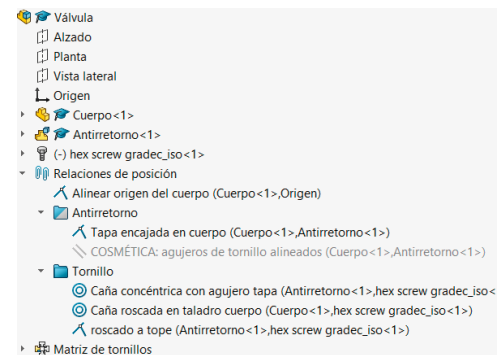 Válvula
Alzado
Planta
Vista lateral
Origen
Cuerpo<1>
Antirretorno<1>
(-) hex screw gradec_iso<1>
Relaciones de posición
Alinear origen del cuerpo (Cuerpo<1>,Origen)
Antirretorno
Tapa encajada en cuerpo (Cuerpo<1>,Antirretorno<1>)
COSMÉTICA: agujeros de tornillo alineados (Cuerpo<1>,Antirretorno<1>)
Tornillo
Caña concéntrica con agujero tapa (Antirretorno<1>,hex screw gradec_iso<
Caña roscada en taladro cuerpo (Cuerpo<1>,hex screw gradec_iso<1>)
roscado a tope (Antirretorno<1>,hex screw gradec_iso<1>)
Matriz de tornillos